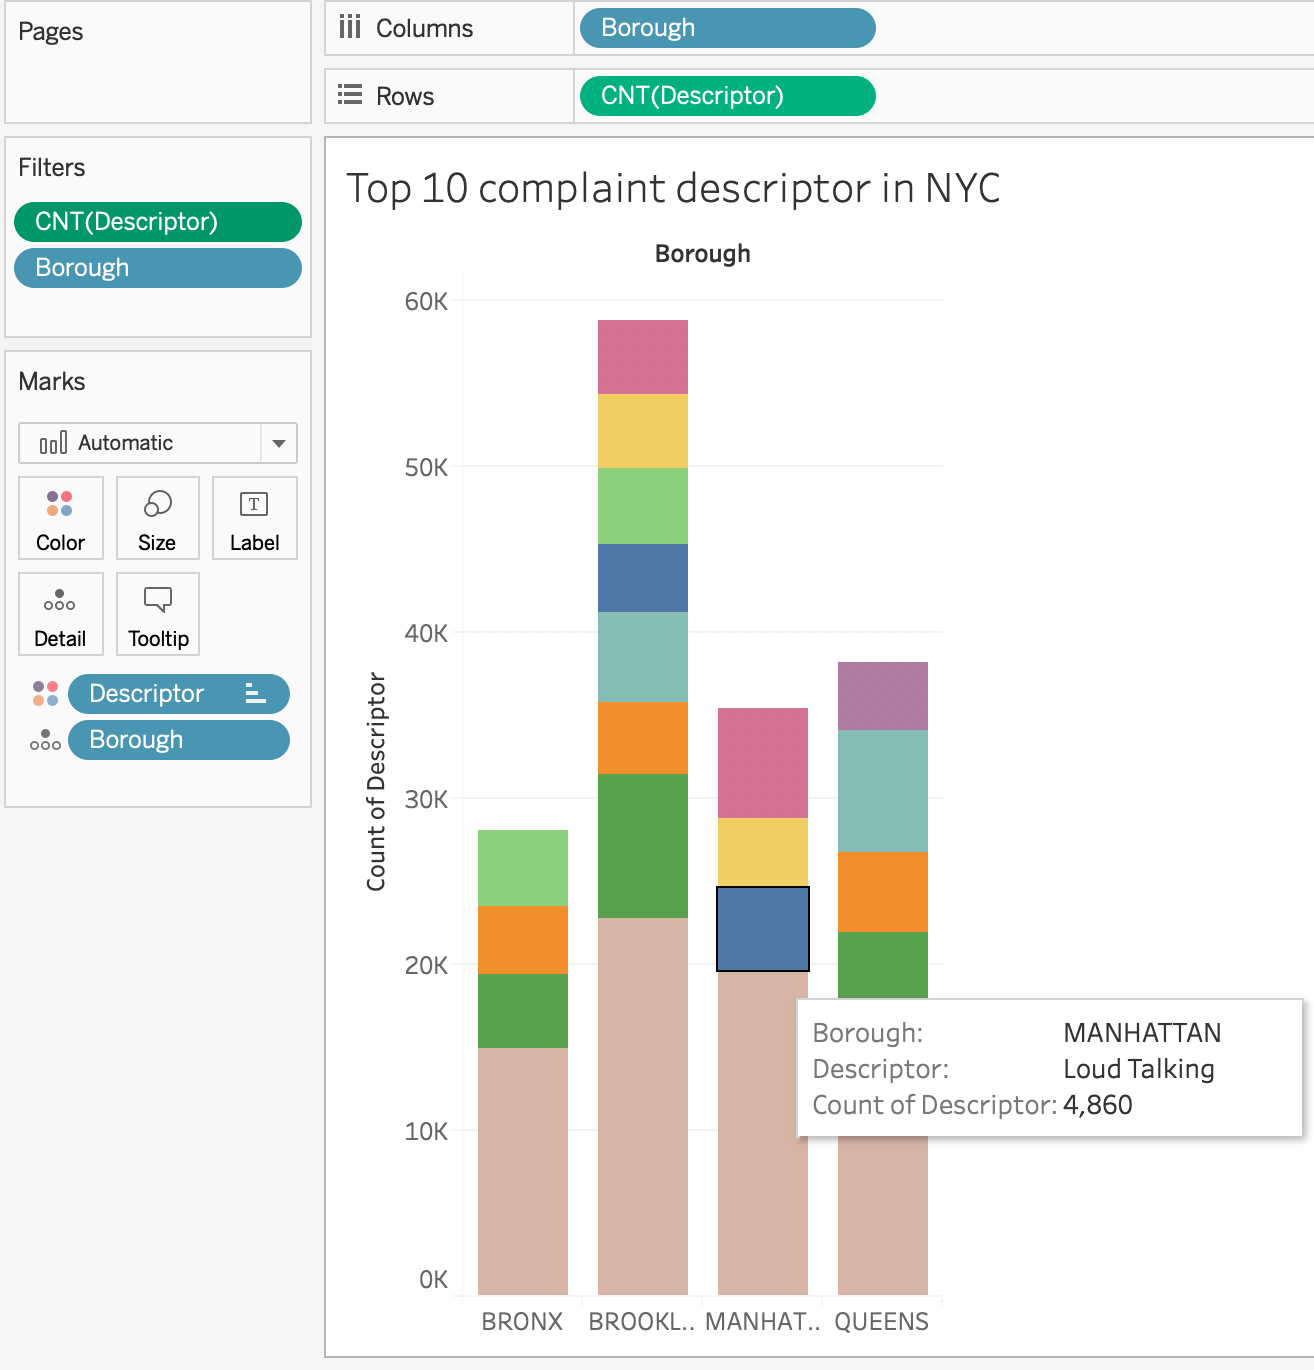 Pages
Columns
Borough
Rows
CNT(Descriptor)
Filters
CNT(Descriptor)
Borough
Marks
Automatic
Color
Size
T
Label
Detail
Tooltip
Descriptor
Borough
Top 10 complaint descriptor in NYC
Borough
60K
50K
40K
30K
20K
10K
0K
Count of Descriptor
Borough: MANHATTAN
Descriptor: Loud Talking
Count of Descriptor: 4,860
BRONX BROOKL.. MANHAT.. QUEENS